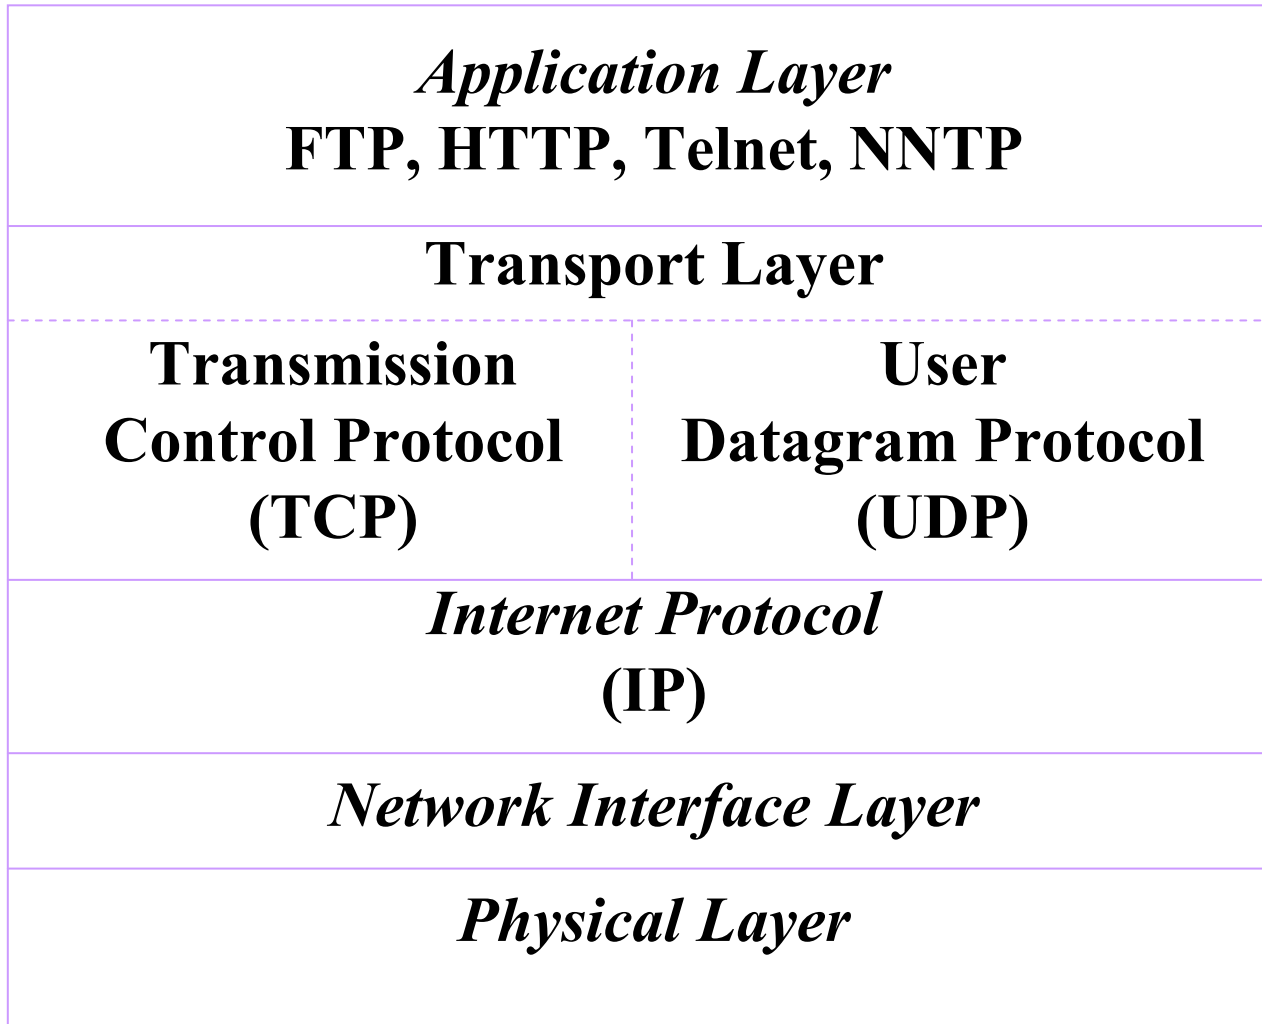 Application Layer
FTP, HTTP, Telnet, NNTP
Transport Layer
Transmission
Control Protocol
(TCP)
User
Datagram Protocol
(UDP)
Internet Protocol
(IP)
Network Interface Layer
Physical Layer